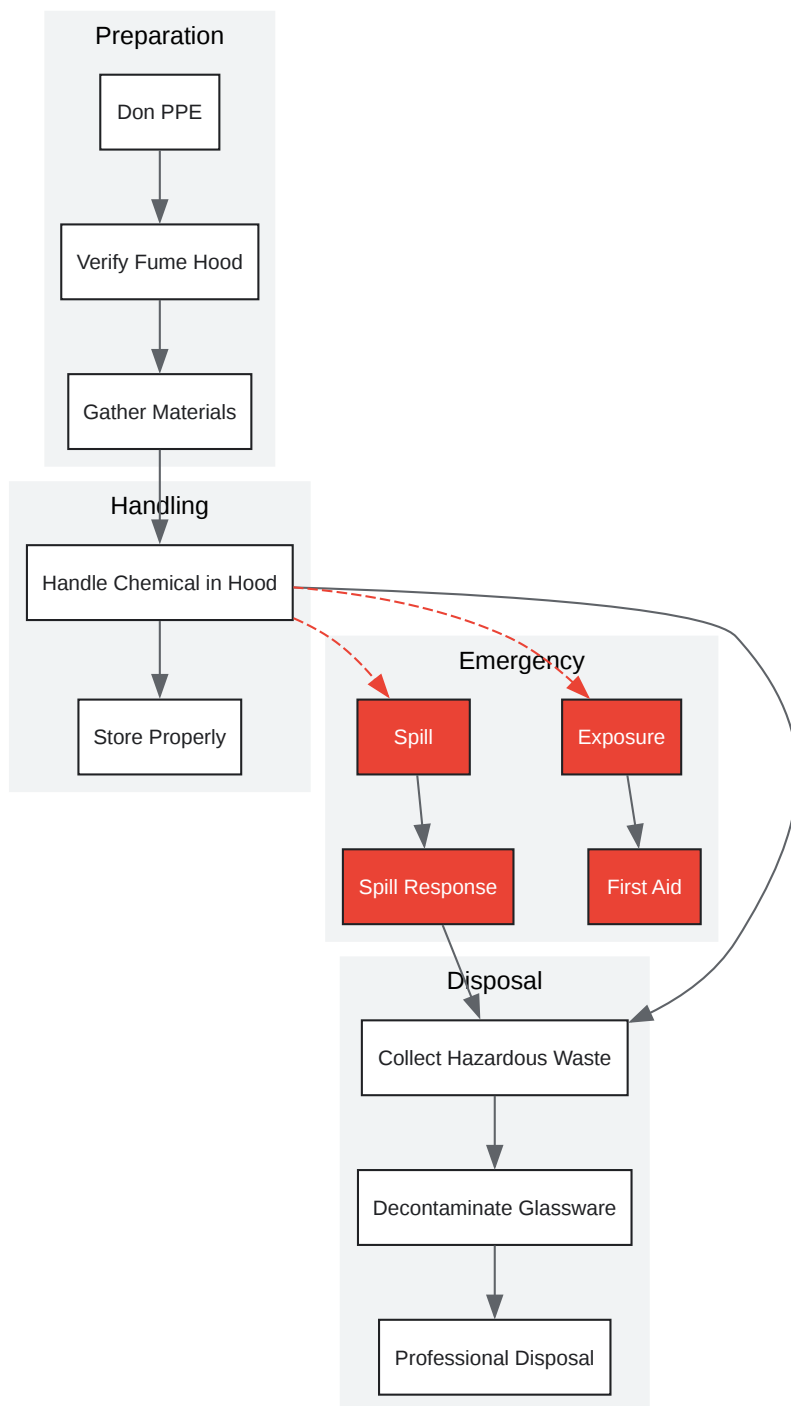 Preparation
Don PPE
Verify Fume Hood
Gather Materials
Handling
Handle Chemical in Hood
Store Properly
Emergency
Spill
Exposure
Spill Response
First Aid
Disposal
Collect Hazardous Waste
Decontaminate Glassware
Professional Disposal